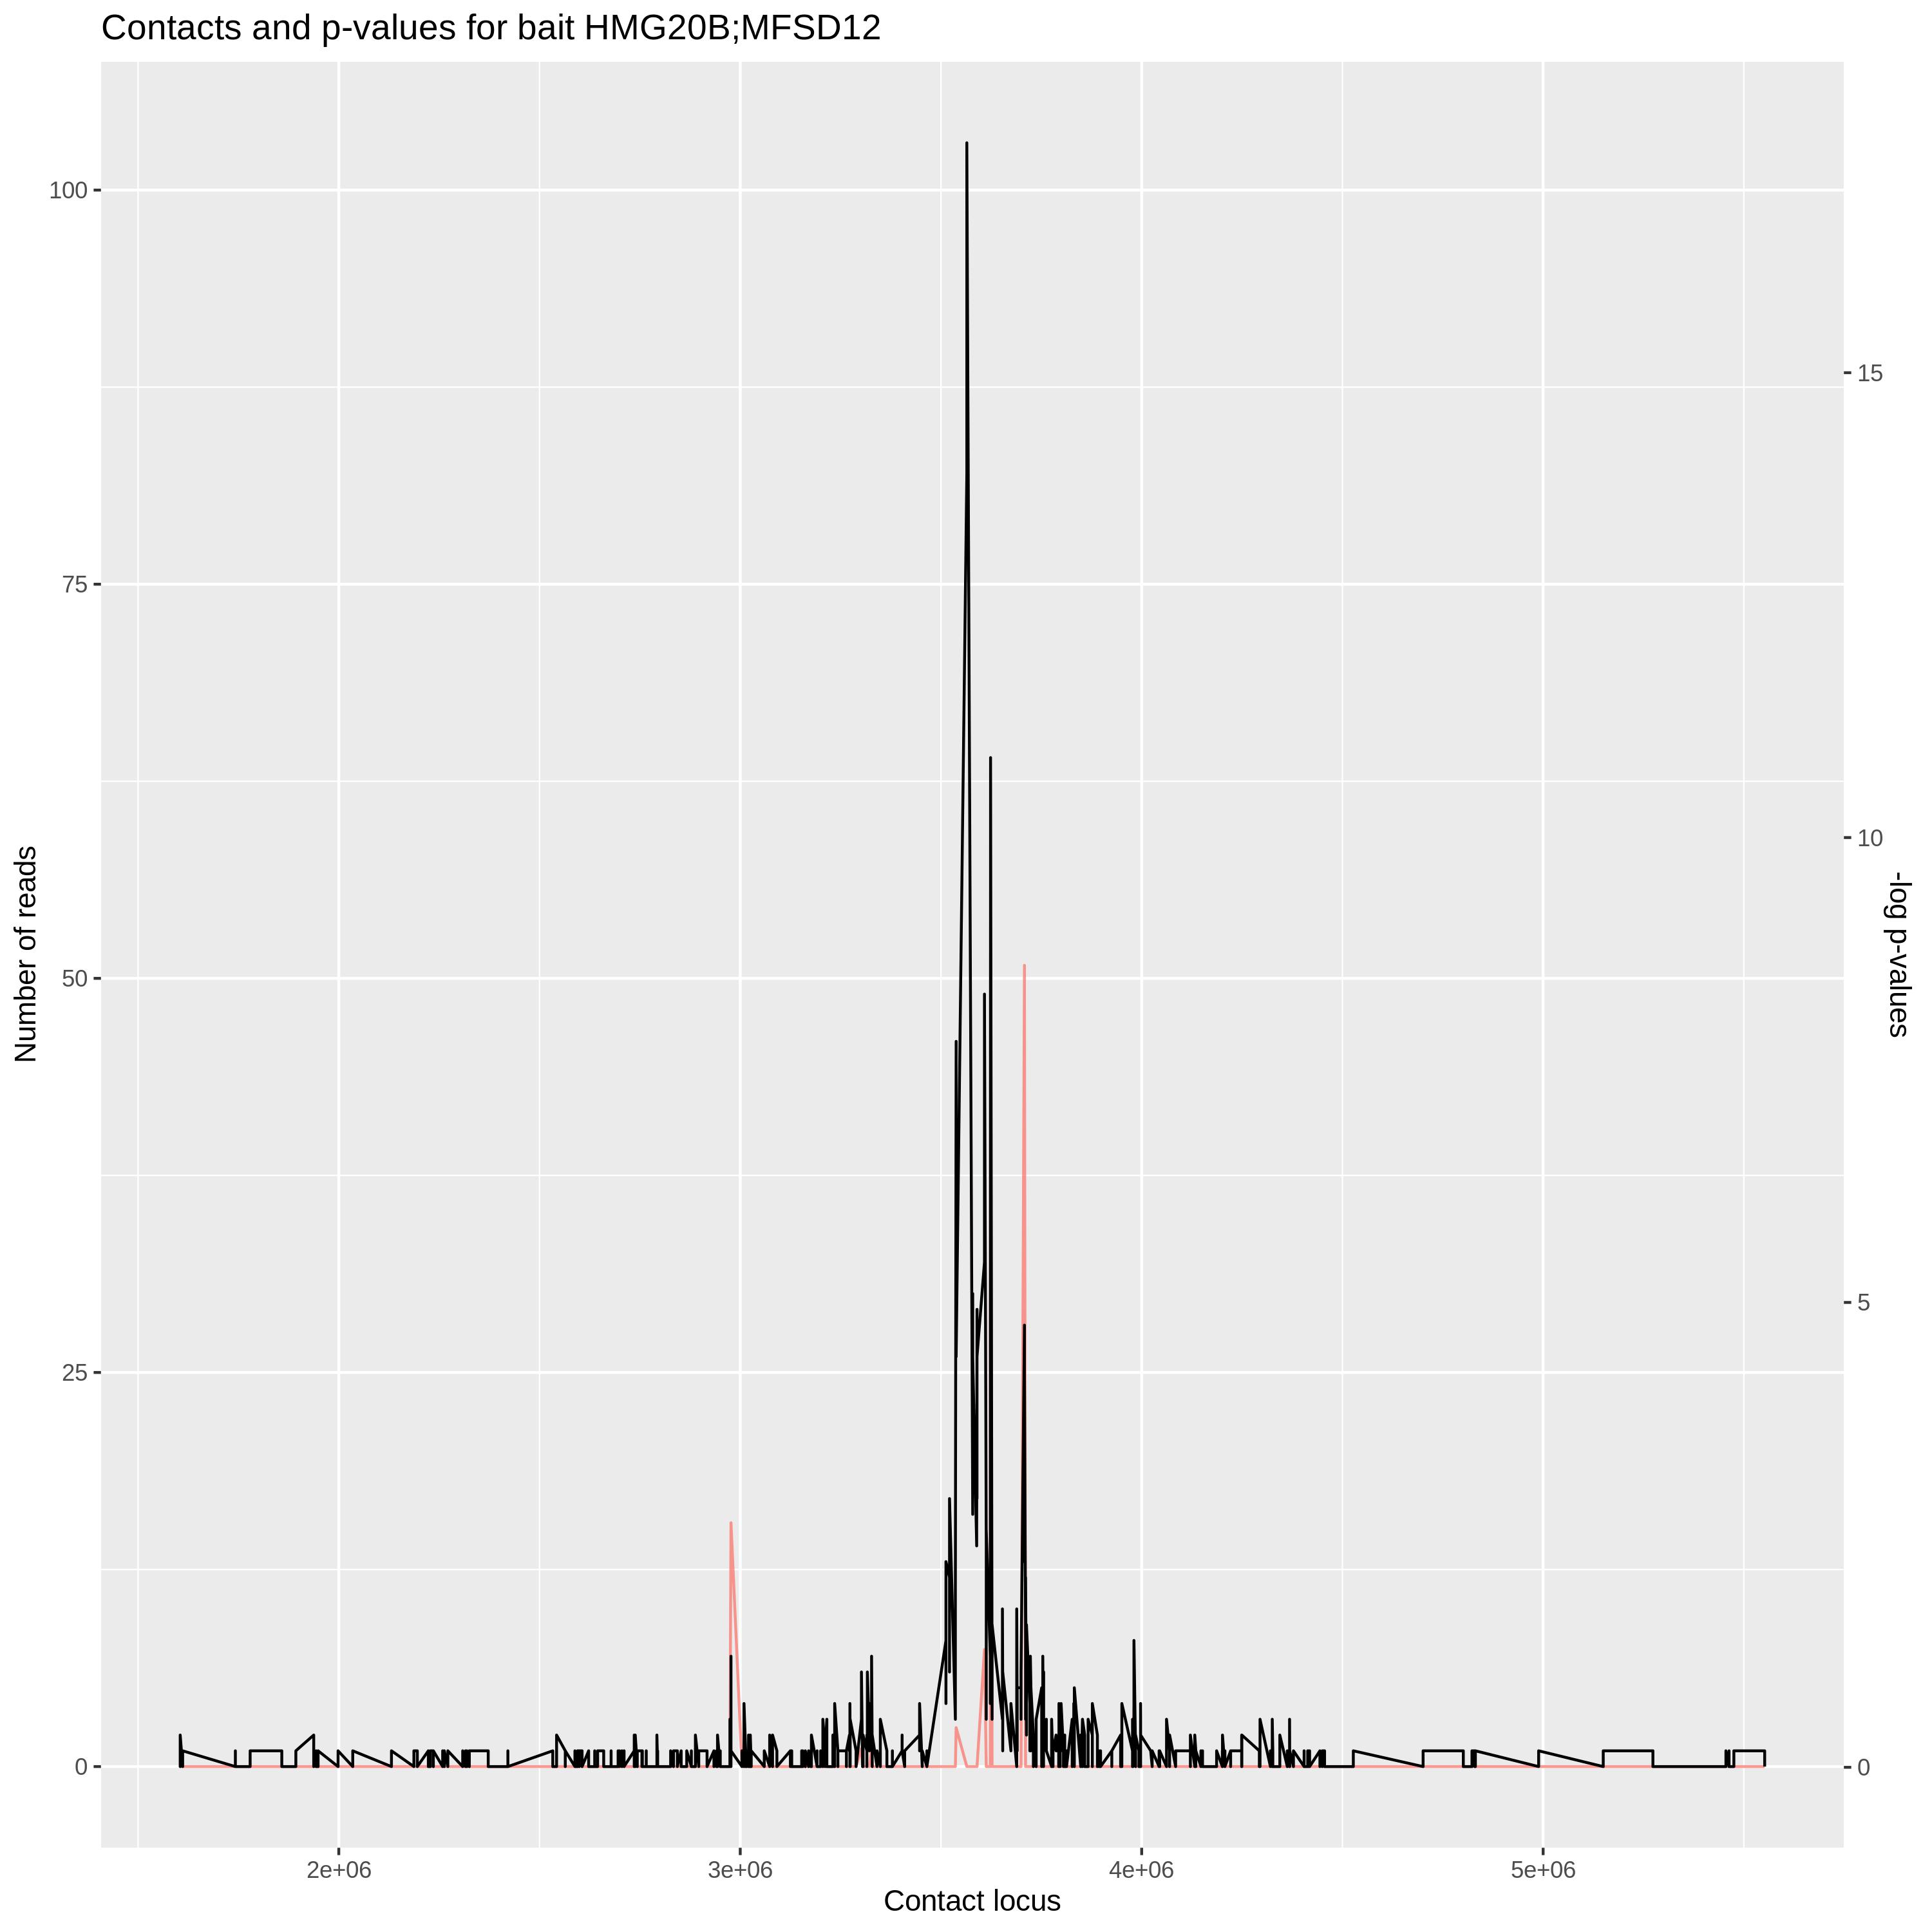 Contacts and p-values for bait HMG20B;MFSD12
100
75
50
25
0
Number of reads
15
10
5
0
-log p-values
2e+06
3e+06
4e+06
5e+06
Contact locus